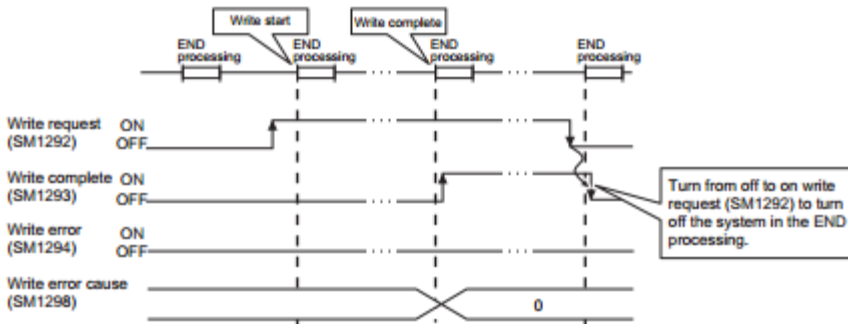 Write start
Write complete
END
processing
END
processing
END
processing
END
processing
Write request
(SM1292)
ON
OFF
Write complete
(SM1293)
ON
OFF
Turn from off to on write
request (SM1292) to turn
off the system in the END
processing.
Write error
(SM1294)
ON
OFF
Write error cause
(SM1298)
0